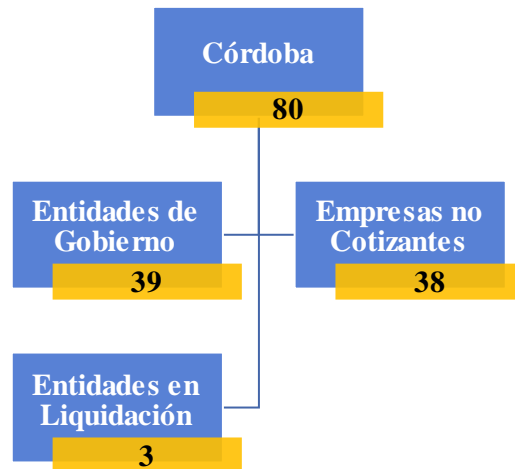 Córdoba
80
Entidades de
Gobierno
39
Empresas no
Cotizantes
38
Entidades en
Liquidación
3